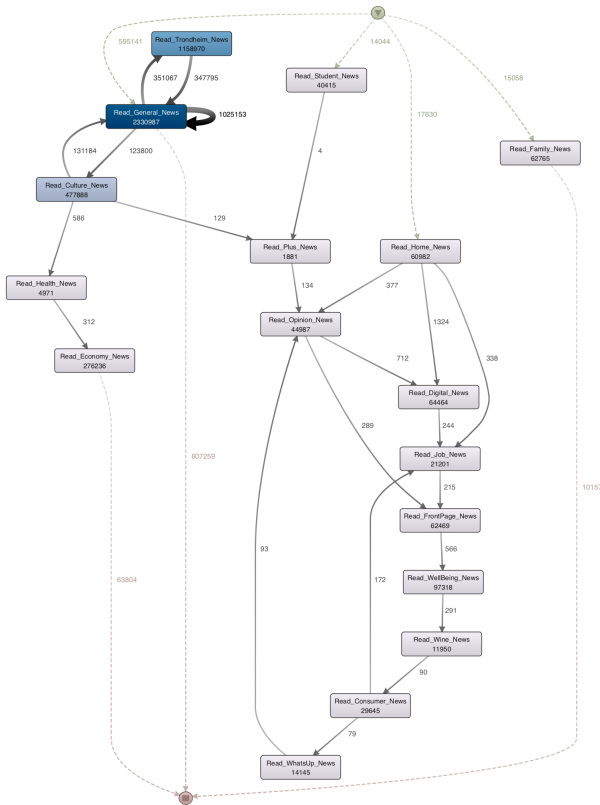 595141
14044
15058
17630
Read_Trondheim_News
1158970
351067
347795
Read_Student_News
40415
Read_General_News
2330987
1025153
131184
123800
4
Read_Family_News
62765
Read_Culture_News
477888
586
129
Read_Plus_News
1881
Read_Home_News
60982
Read_Health_News
4971
134
377
312
Read_Opinion_News
44987
1324
338
Read_Economy_News
276236
712
Read_Digital_News
64464
289
244
607259
Read_Job_News
21201
10157
215
Read_FrontPage_News
62469
93
566
63804
172
Read_WellBeing_News
97318
291
Read_Wine_News
11950
90
Read_Consumer_News
29645
79
Read_WhatsUp_News
14145